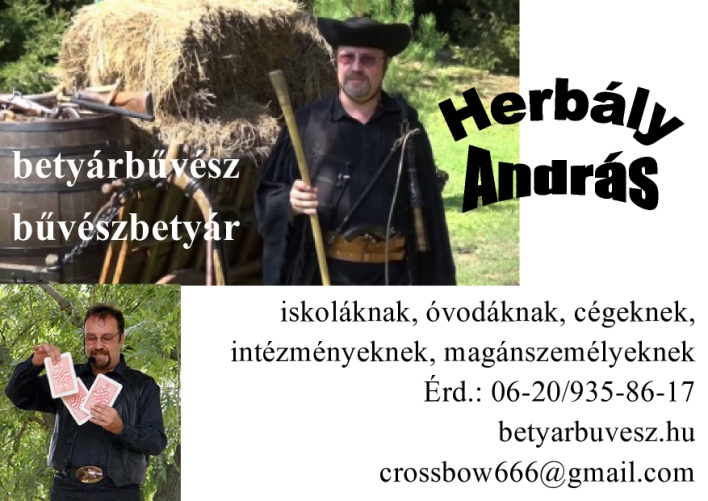 Herbály
András
betyárbűvész
bűvészbetyár
iskoláknak, óvodáknak, cégeknek,
intézményeknek, magánszemélyeknek
Érd.: 06-20/935-86-17
betyarbuvesz.hu
crossbow666@gmail.com